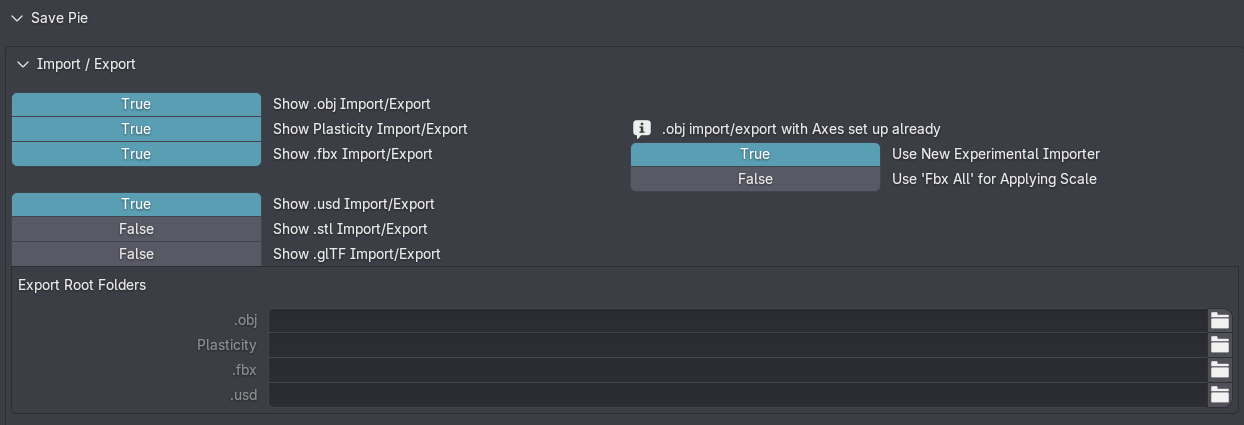 Save Pie
Import / Export
True Show .obj Import/Export
True Show Plasticity Import/Export .obj import/export with Axes set up already
True Show .fbx Import/Export True Use New Experimental Importer
False Use 'Fbx All' for Applying Scale
True Show .usd Import/Export
False Show .stl Import/Export
False Show .glTF Import/Export
Export Root Folders
.obj
Plasticity
.fbx
.usd